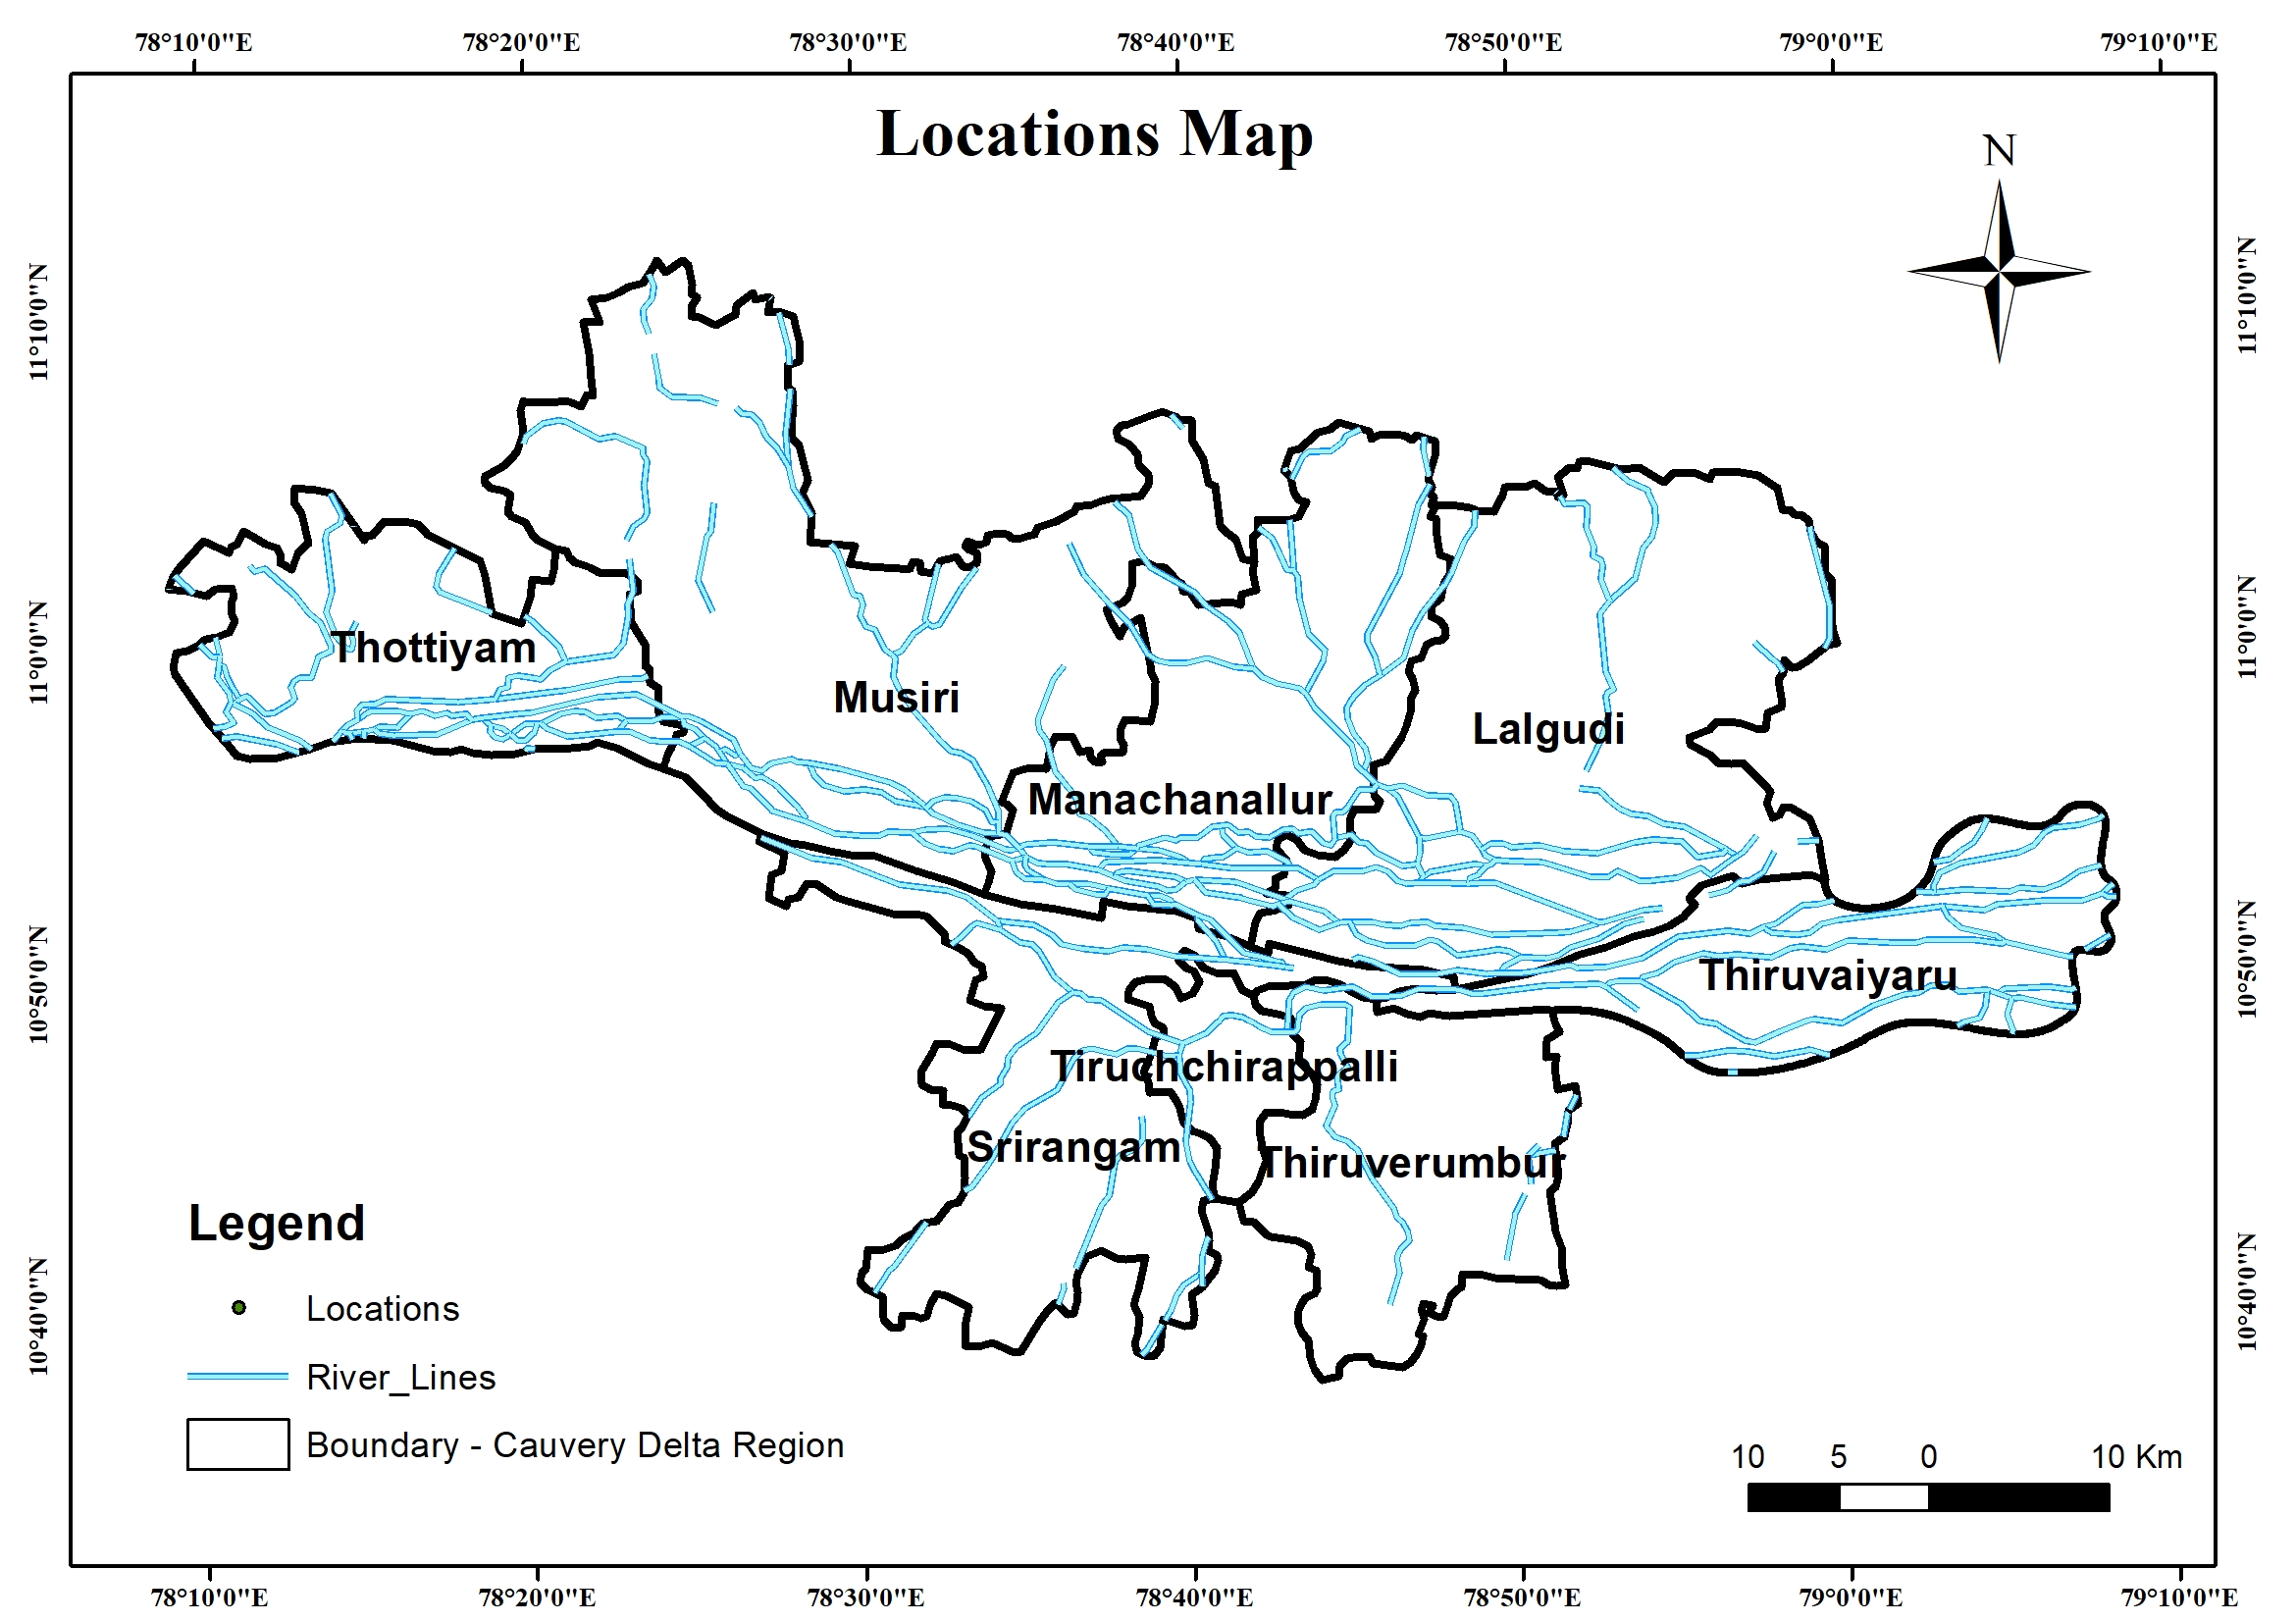 78°10'0"E 78°20'0"E 78°30'0"E 78°40'0"E 78°50'0"E 79°0'0"E 79°10'0"E
Locations Map
N
11°10'0"N 11°10'0"N
11°0'0"N 11°0'0"N
Thottiyam
Musiri
Lalgudi
Manachanallur
10°50'0"N 10°50'0"N
Thiruvaiyaru
Tiruchchirappalli
Srirangam
Thiruverumbur
10°40'0"N 10°40'0"N
Legend
Locations
River_Lines
Boundary - Cauvery Delta Region
10 5 0 10 Km
78°10'0"E 78°20'0"E 78°30'0"E 78°40'0"E 78°50'0"E 79°0'0"E 79°10'0"E